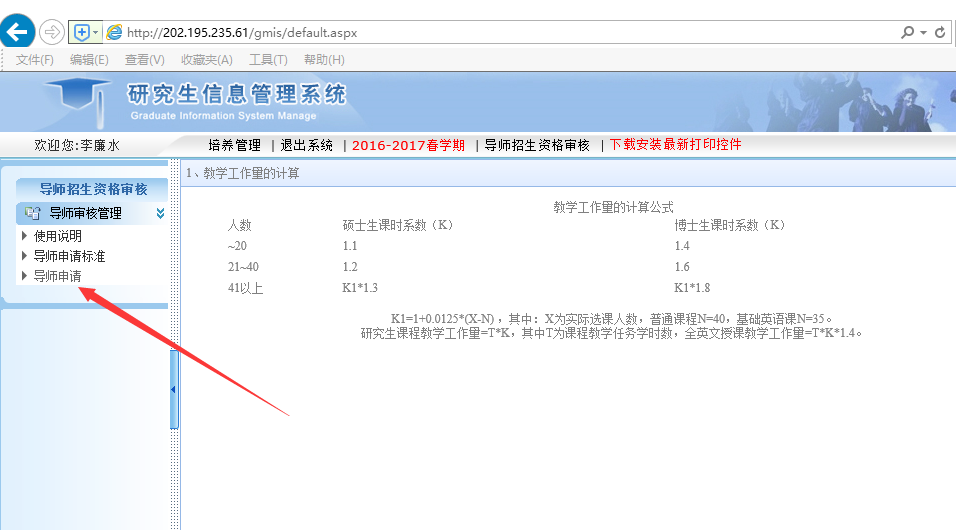 http://202.195.235.61/gmis/default.aspx
文件(F) 编辑(E) 查看(V) 收藏夹(A) 工具(T) 帮助(H)
研究生信息管理系统
Graduate Information System Manage
欢迎您:李廉水 培养管理 | 退出系统 | 2016-2017春学期 | 导师招生资格审核 | 下载安装最新打印控件
导师招生资格审核
导师审核管理
使用说明
导师申请标准
导师申请
1、教学工作量的计算
教学工作量的计算公式
人数 硕士生课时系数（K） 博士生课时系数（K）
~20 1.1 1.4
21~40 1.2 1.6
41以上 K1*1.3 K1*1.8
K1=1+0.0125*(X-N) ，其中：X为实际选课人数，普通课程N=40，基础英语课N=35。
研究生课程教学工作量=T*K，其中T为课程教学任务学时数，全英文授课教学工作量=T*K*1.4。